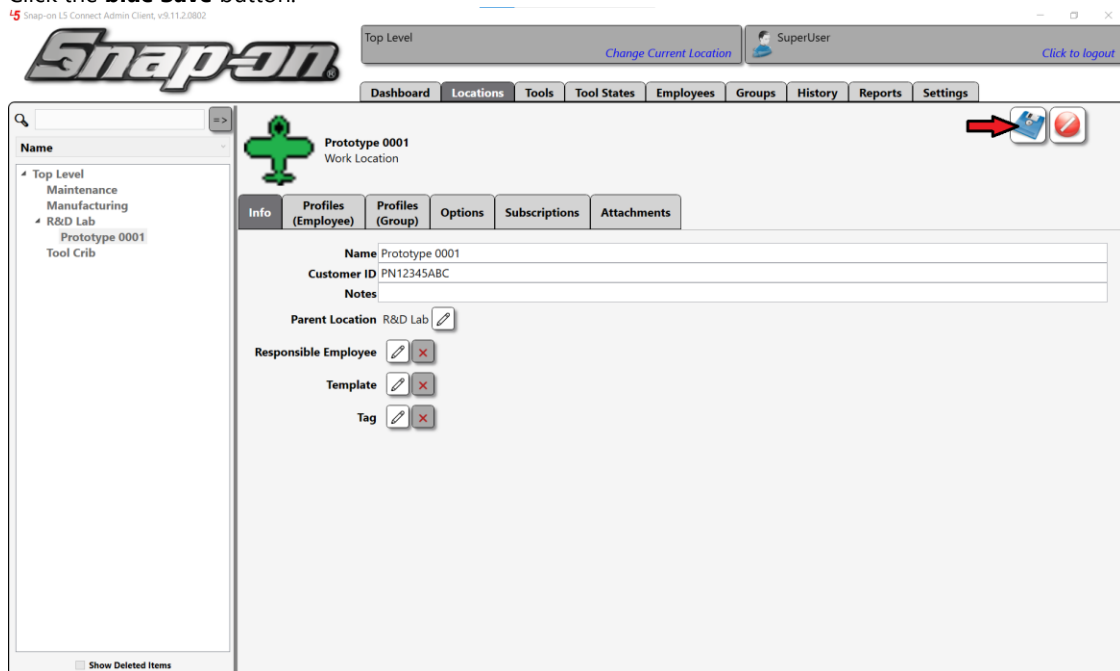 Click the blue Save button.
Snap-on L5 Connect Admin Client, v:9.11.2.0802
Snap-on®
Top Level
Change Current Location
SuperUser
Click to logout
Dashboard Locations Tools Tool States Employees Groups History Reports Settings
=>
Name
Top Level
Maintenance
Manufacturing
R&D Lab
Prototype 0001
Tool Crib
Show Deleted Items
Prototype 0001
Work Location
Info Profiles (Employee) Profiles (Group) Options Subscriptions Attachments
Name Prototype 0001
Customer ID PN12345ABC
Notes
Parent Location R&D Lab
Responsible Employee
Template
Tag